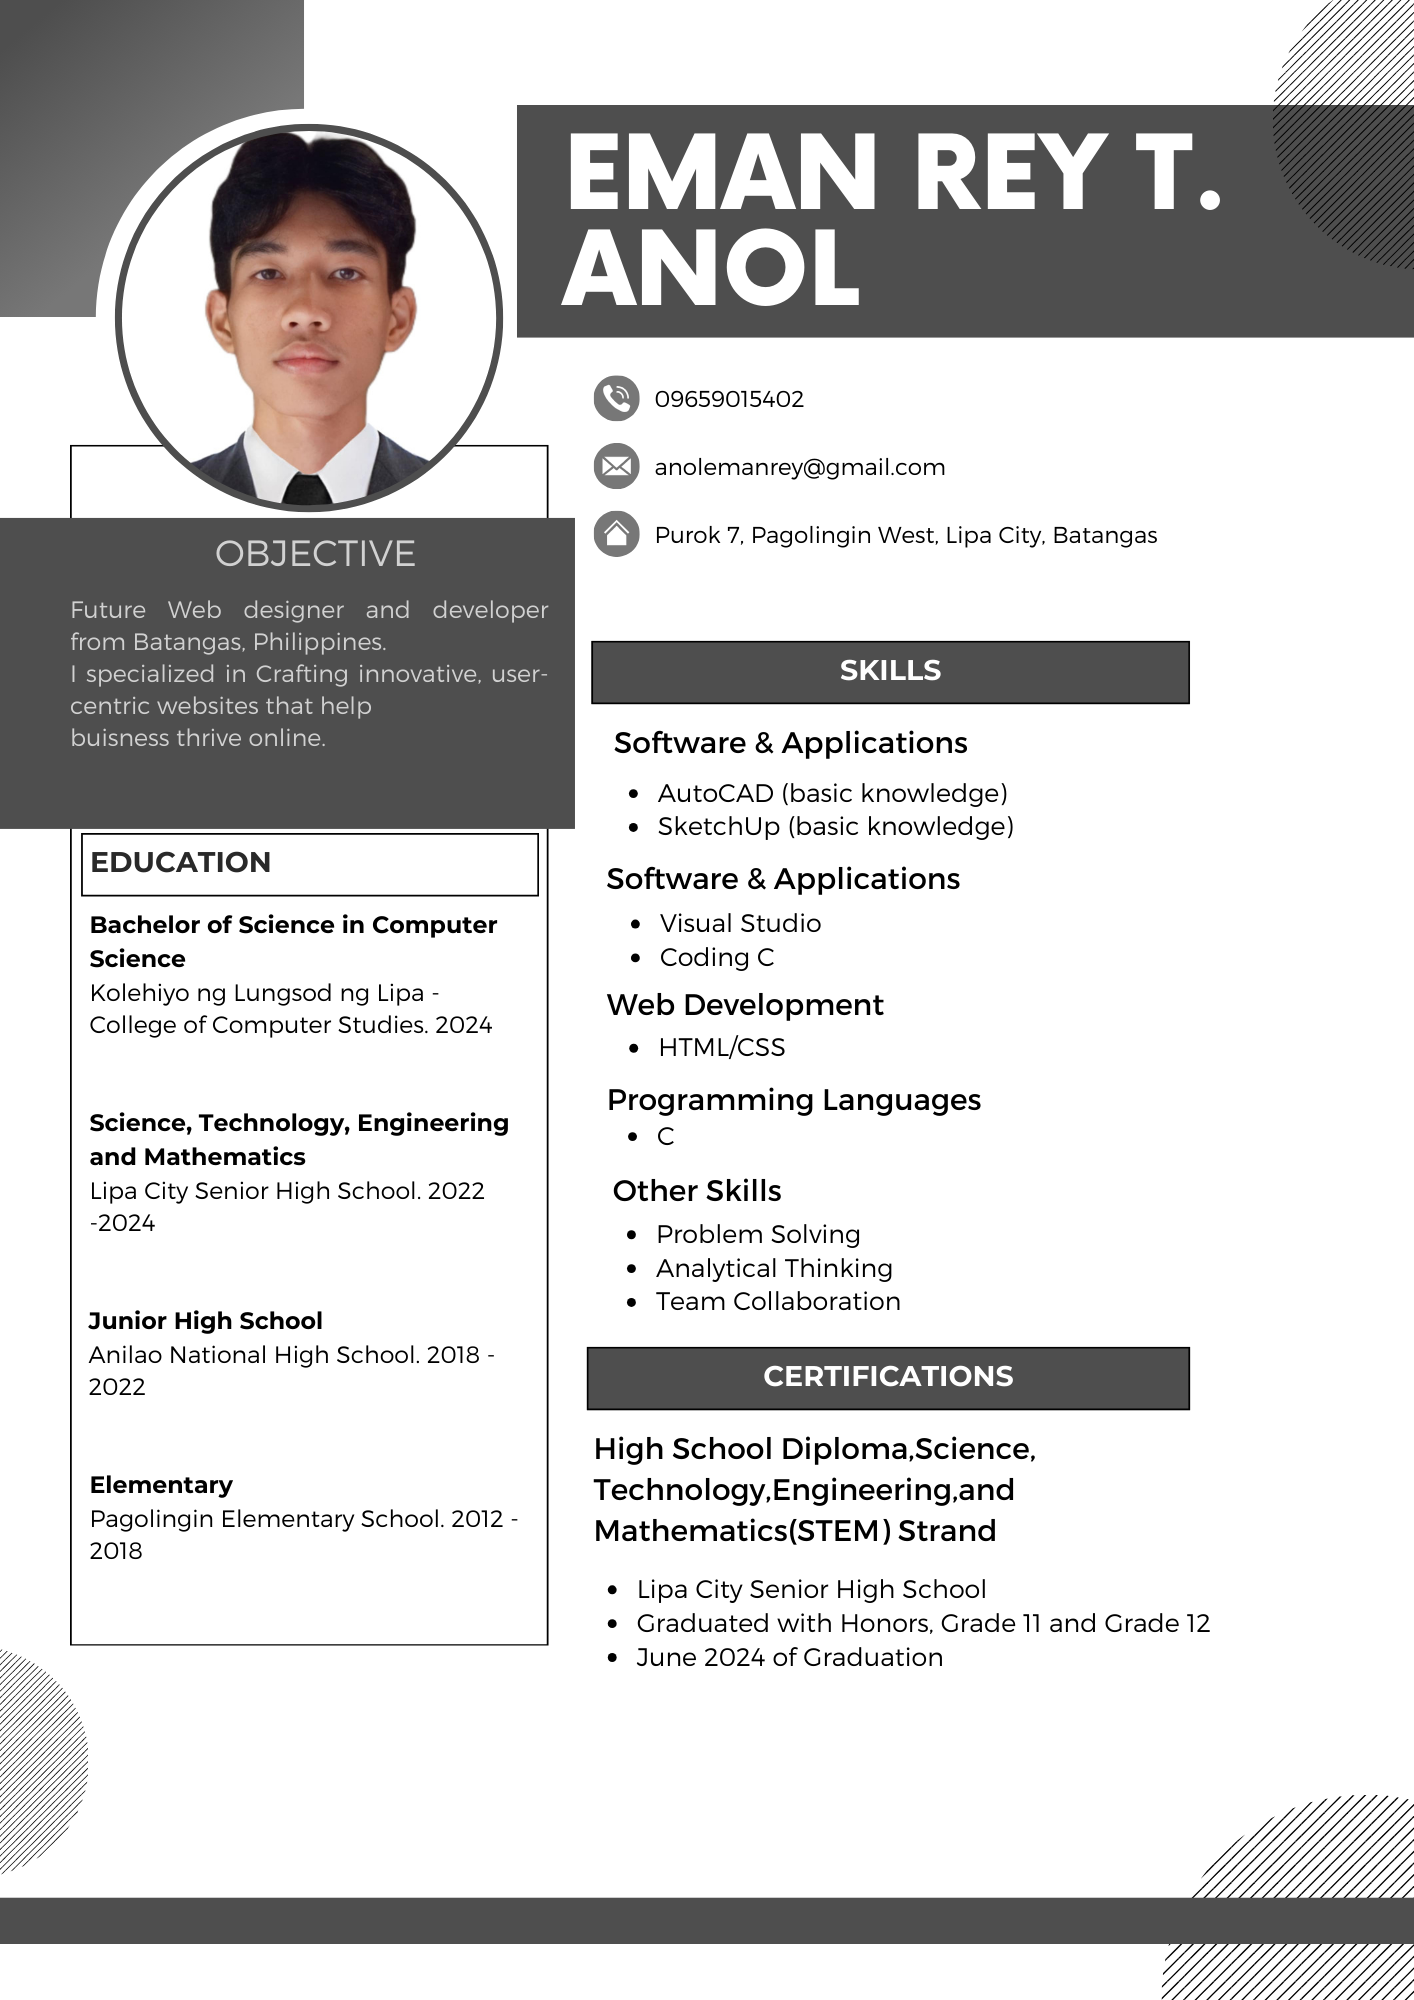 EMAN REY T.
ANOL
09659015402
anolemanrey@gmail.com
Purok 7, Pagolingin West, Lipa City, Batangas
OBJECTIVE
Future Web designer and developer
from Batangas, Philippines.
I specialized in Crafting innovative, user-
centric websites that help
buisness thrive online.
EDUCATION
Bachelor of Science in Computer
Science
Kolehiyo ng Lungsod ng Lipa -
College of Computer Studies. 2024
Science, Technology, Engineering
and Mathematics
Lipa City Senior High School. 2022
-2024
Junior High School
Anilao National High School. 2018 -
2022
Elementary
Pagolingin Elementary School. 2012 -
2018
SKILLS
Software & Applications
• AutoCAD (basic knowledge)
• SketchUp (basic knowledge)
Software & Applications
• Visual Studio
• Coding C
Web Development
• HTML/CSS
Programming Languages
• C
Other Skills
• Problem Solving
• Analytical Thinking
• Team Collaboration
CERTIFICATIONS
High School Diploma,Science,
Technology,Engineering,and
Mathematics(STEM) Strand
• Lipa City Senior High School
• Graduated with Honors, Grade 11 and Grade 12
• June 2024 of Graduation